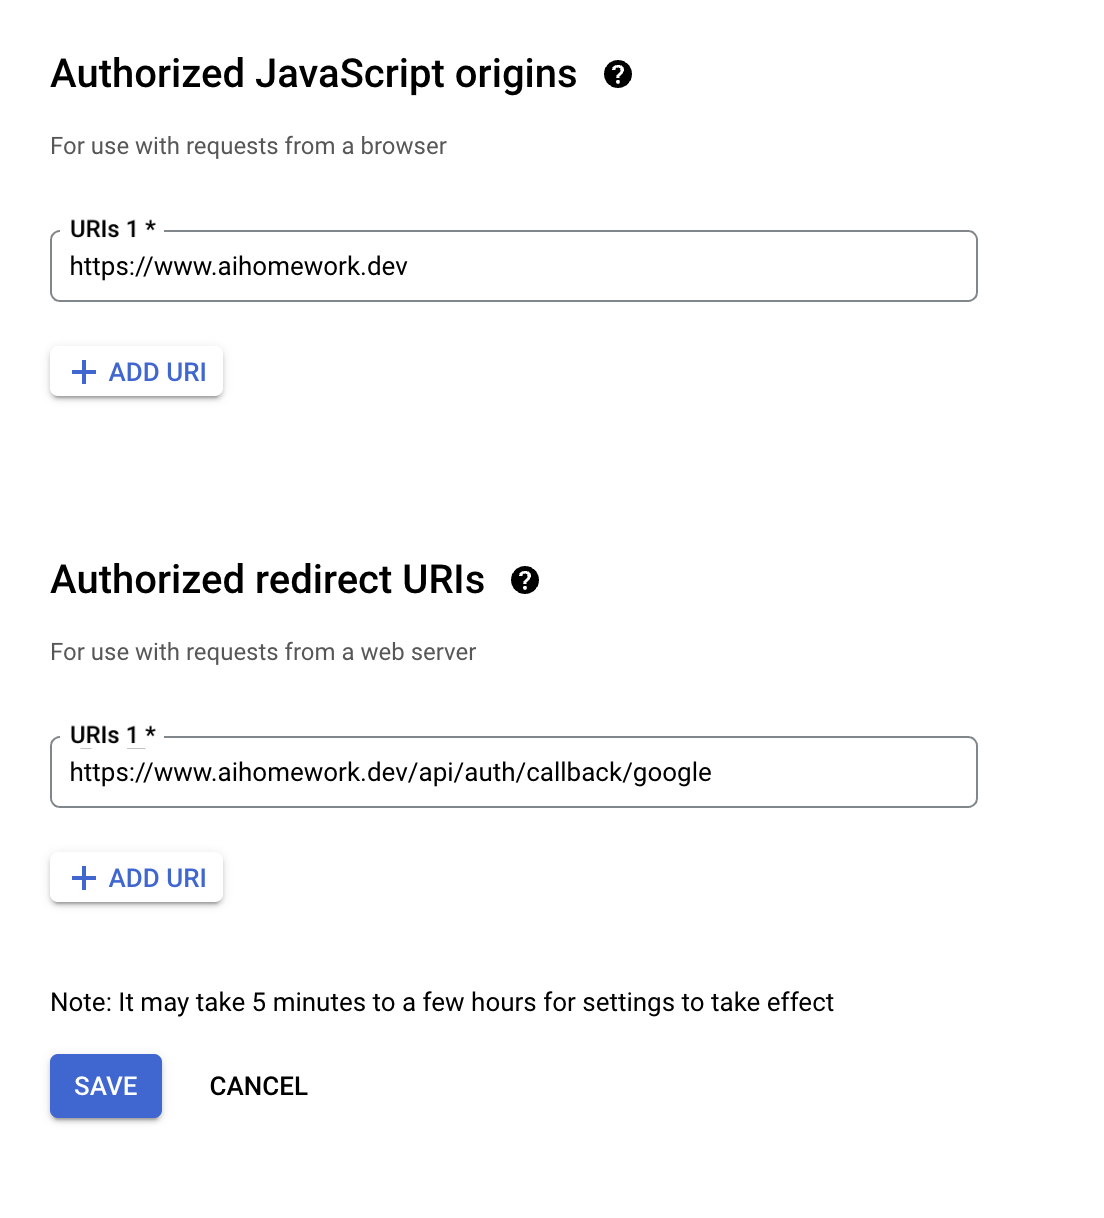 Authorized JavaScript origins
For use with requests from a browser
URIs 1 *
https://www.aihomework.dev
ADD URI
Authorized redirect URIs
For use with requests from a web server
URIs 1 *
https://www.aihomework.dev/api/auth/callback/google
ADD URI
Note: It may take 5 minutes to a few hours for settings to take effect
SAVE CANCEL